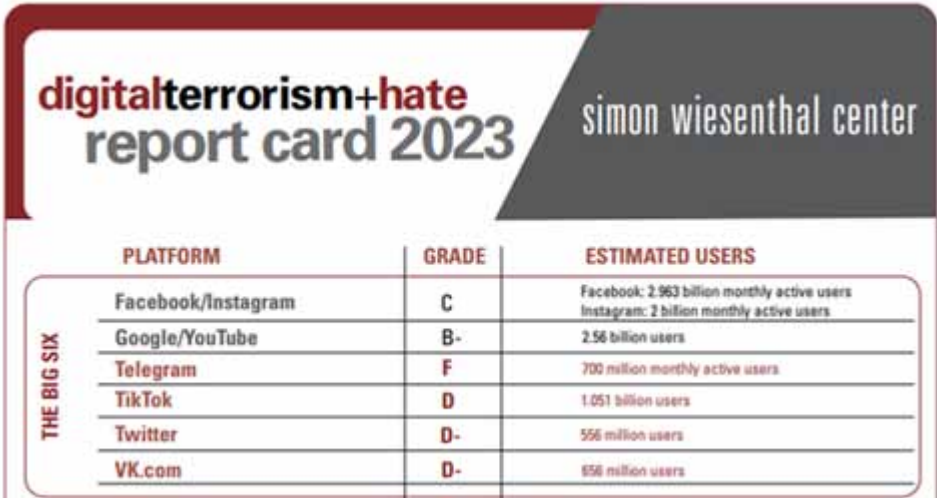 digitalterrorism+hate
report card 2023
simon wiesenthal center
PLATFORM GRADE ESTIMATED USERS
THE BIG SIX
Facebook/Instagram C Facebook: 2.963 billion monthly active users
Instagram: 2 billion monthly active users
Google/YouTube B- 2.56 billion users
Telegram F 700 million monthly active users
TikTok D 1.051 billion users
Twitter D- 556 million users
VK.com D- 656 million users